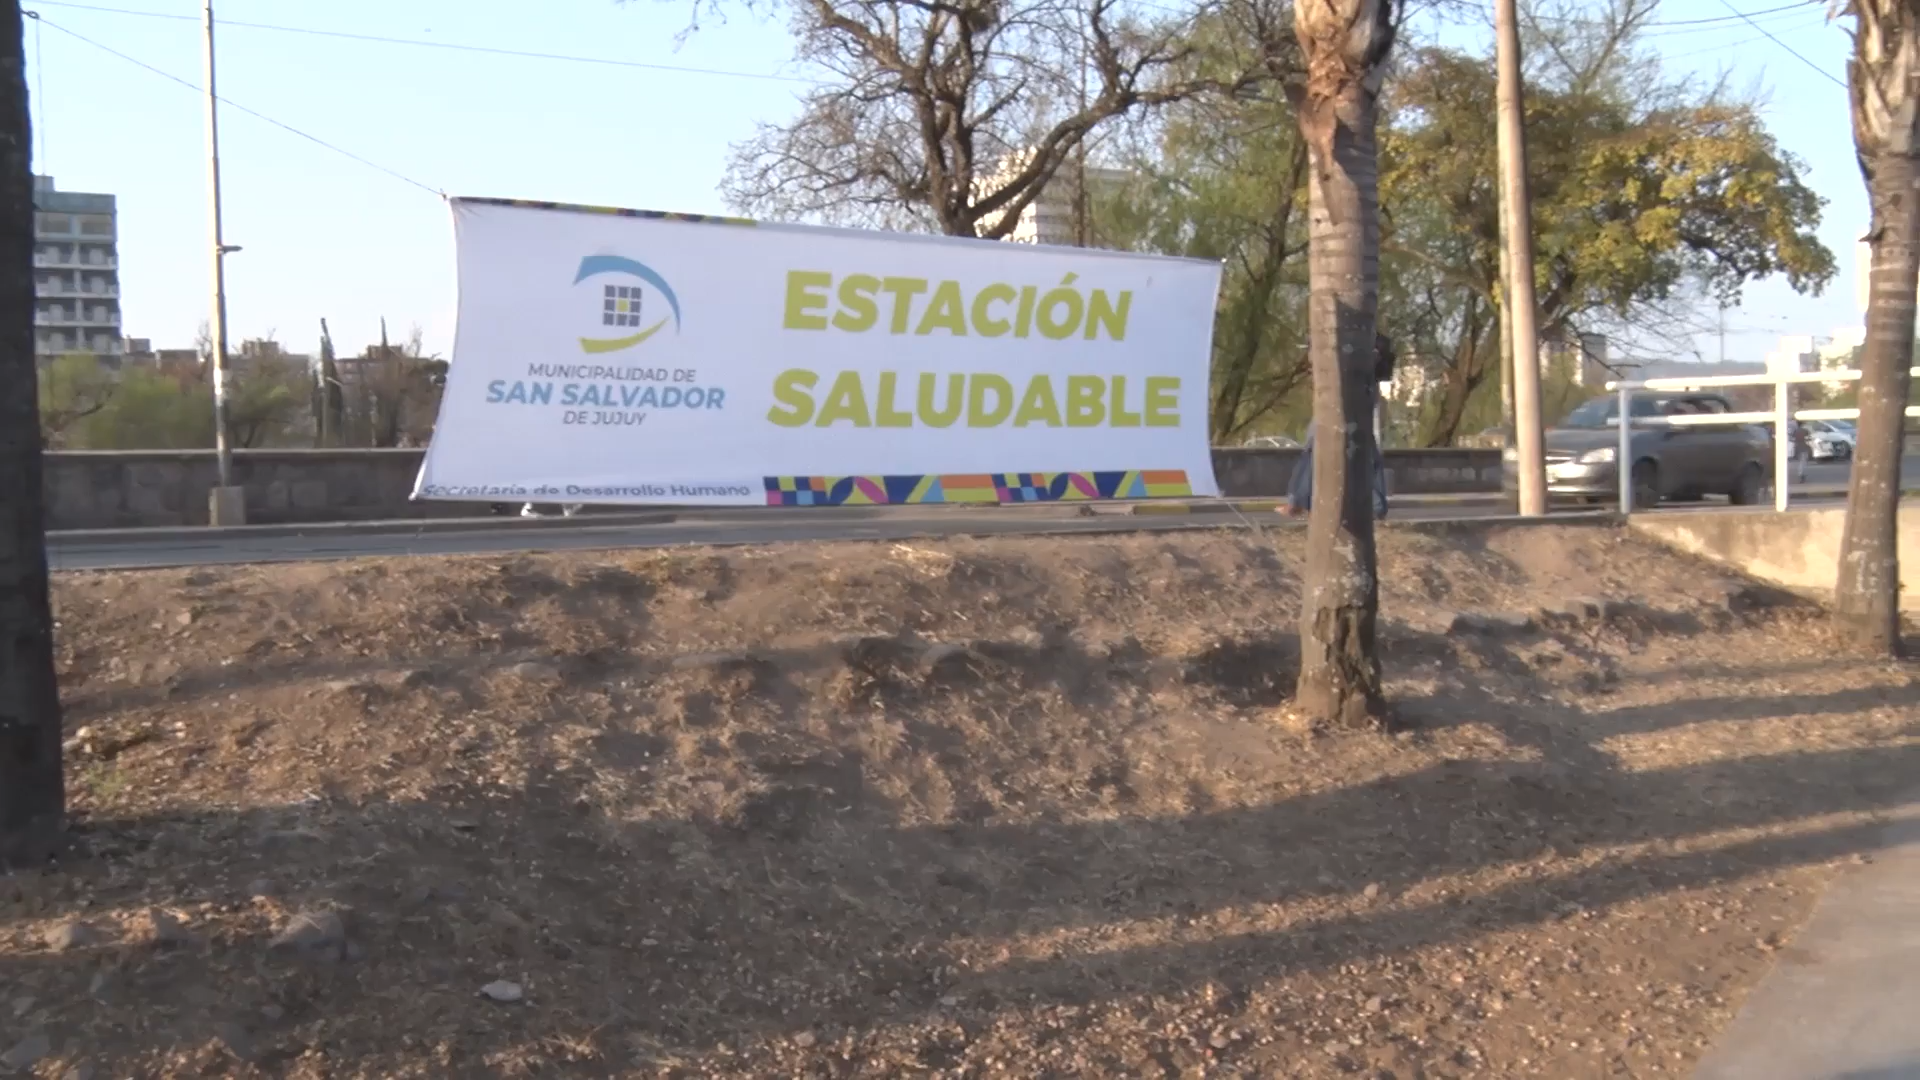 MUNICIPALIDAD DE
SAN SALVADOR
DE JUJUY
ESTACIÓN
SALUDABLE
Secretaría de Desarrollo Humano